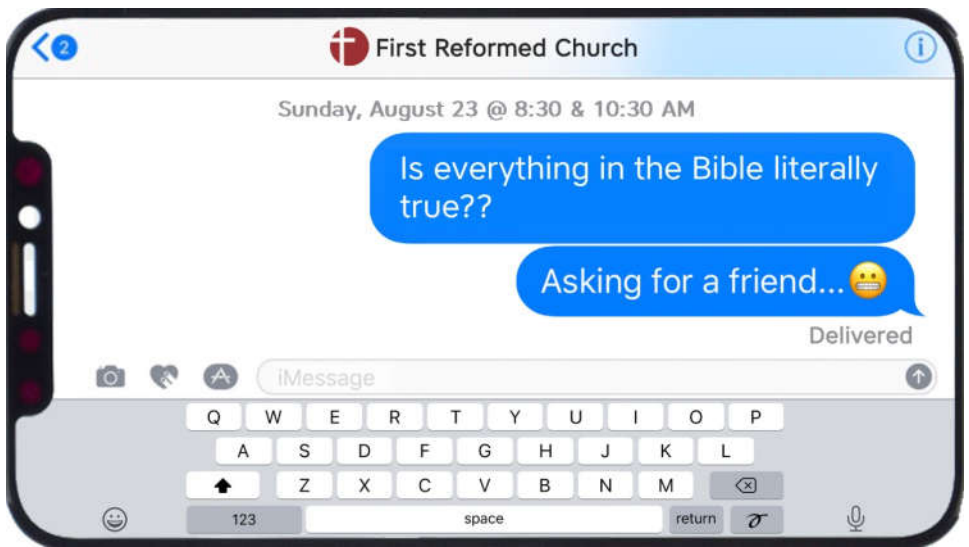 2
First Reformed Church
i
Sunday, August 23 @ 8:30 & 10:30 AM
Is everything in the Bible literally
true??
Asking for a friend...😬
Delivered
iMessage
Q W E R T Y U I O P
A S D F G H J K L
Z X C V B N M
123 space return